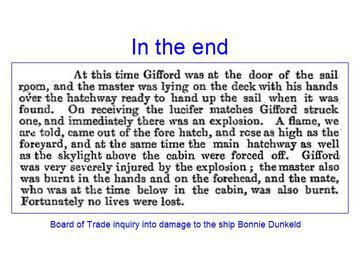 In the end
At this time Gifford was at the door of the sail
room, and the master was lying on the deck with his hands
over the hatchway ready to hand up the sail when it was
found. On receiving the lucifer matches Gifford struck
one, and immediately there was an explosion. A flame, we
are told, came out of the fore hatch, and rose as high as the
foreyard, and at the same time the main hatchway as well
as the skylight above the cabin were forced off. Gifford
was very severely injured by the explosion; the master also
was burnt in the hands and on the forehead, and the mate,
who was at the time below in the cabin, was also burnt.
Fortunately no lives were lost.
Board of Trade inquiry into damage to the ship Bonnie Dunkeld